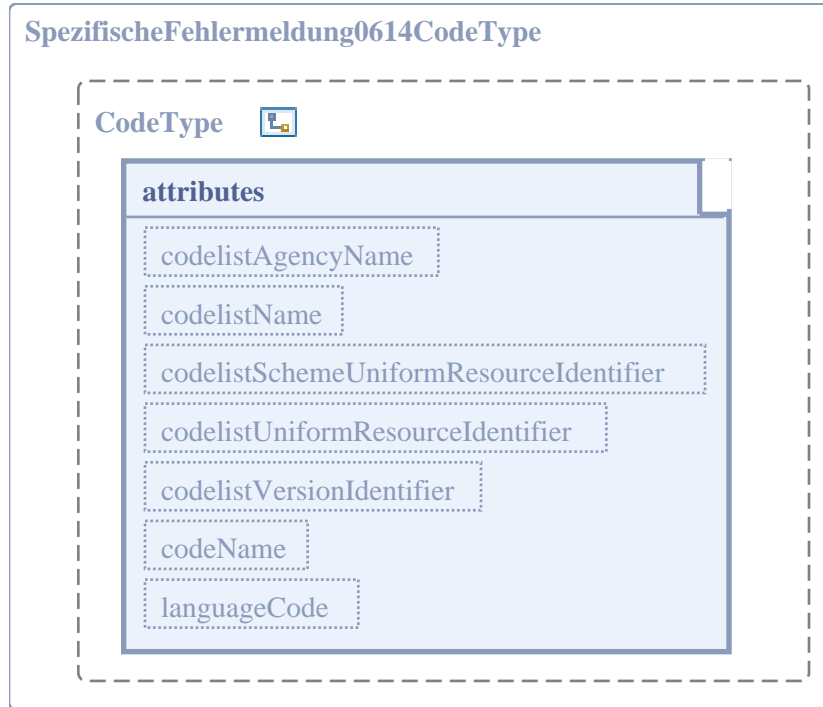 SpezifischeFehlermeldung0614CodeType
CodeType
attributes
codelistAgencyName
codelistName
codelistSchemeUniformResourceIdentifier
codelistUniformResourceIdentifier
codelistVersionIdentifier
codeName
languageCode